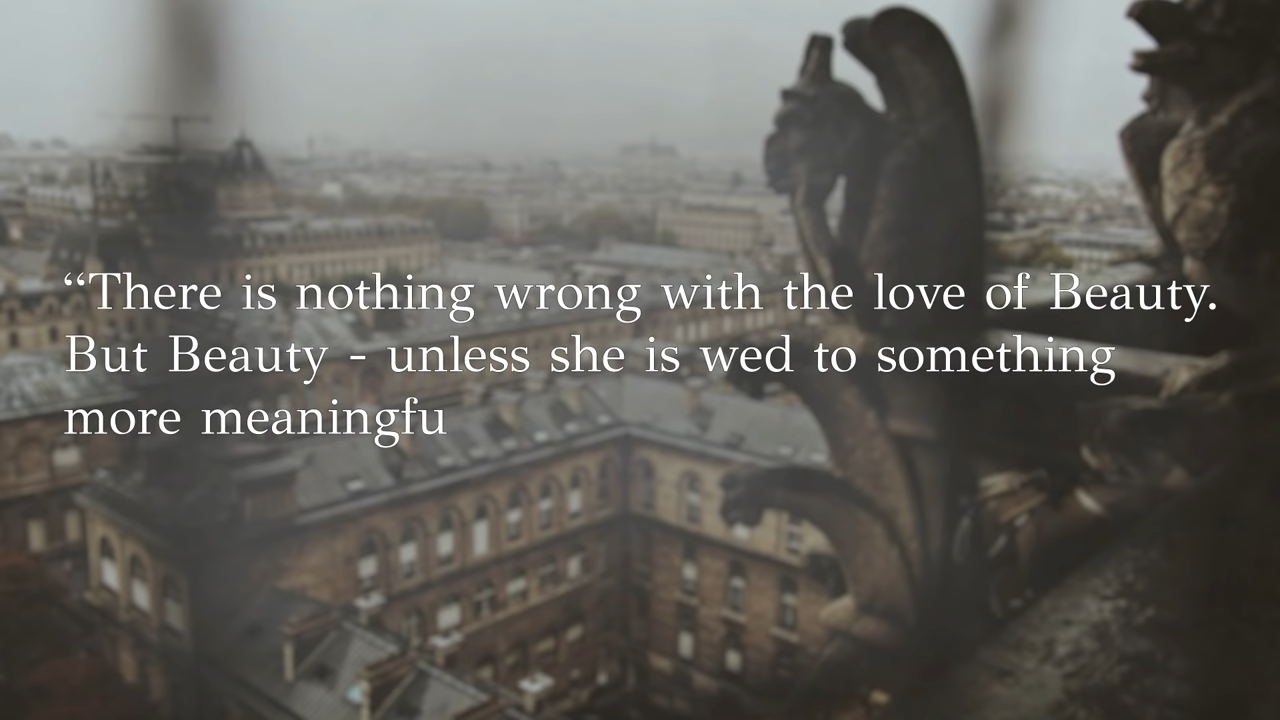 “There is nothing wrong with the love of Beauty.
But Beauty - unless she is wed to something
more meaningfu